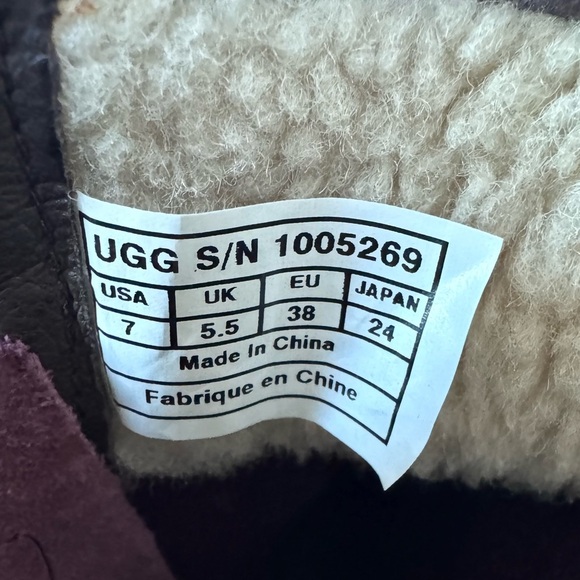 UGG S/N 1005269
USA UK EU JAPAN
7 5.5 38 24
Made In China
Fabrique en Chine